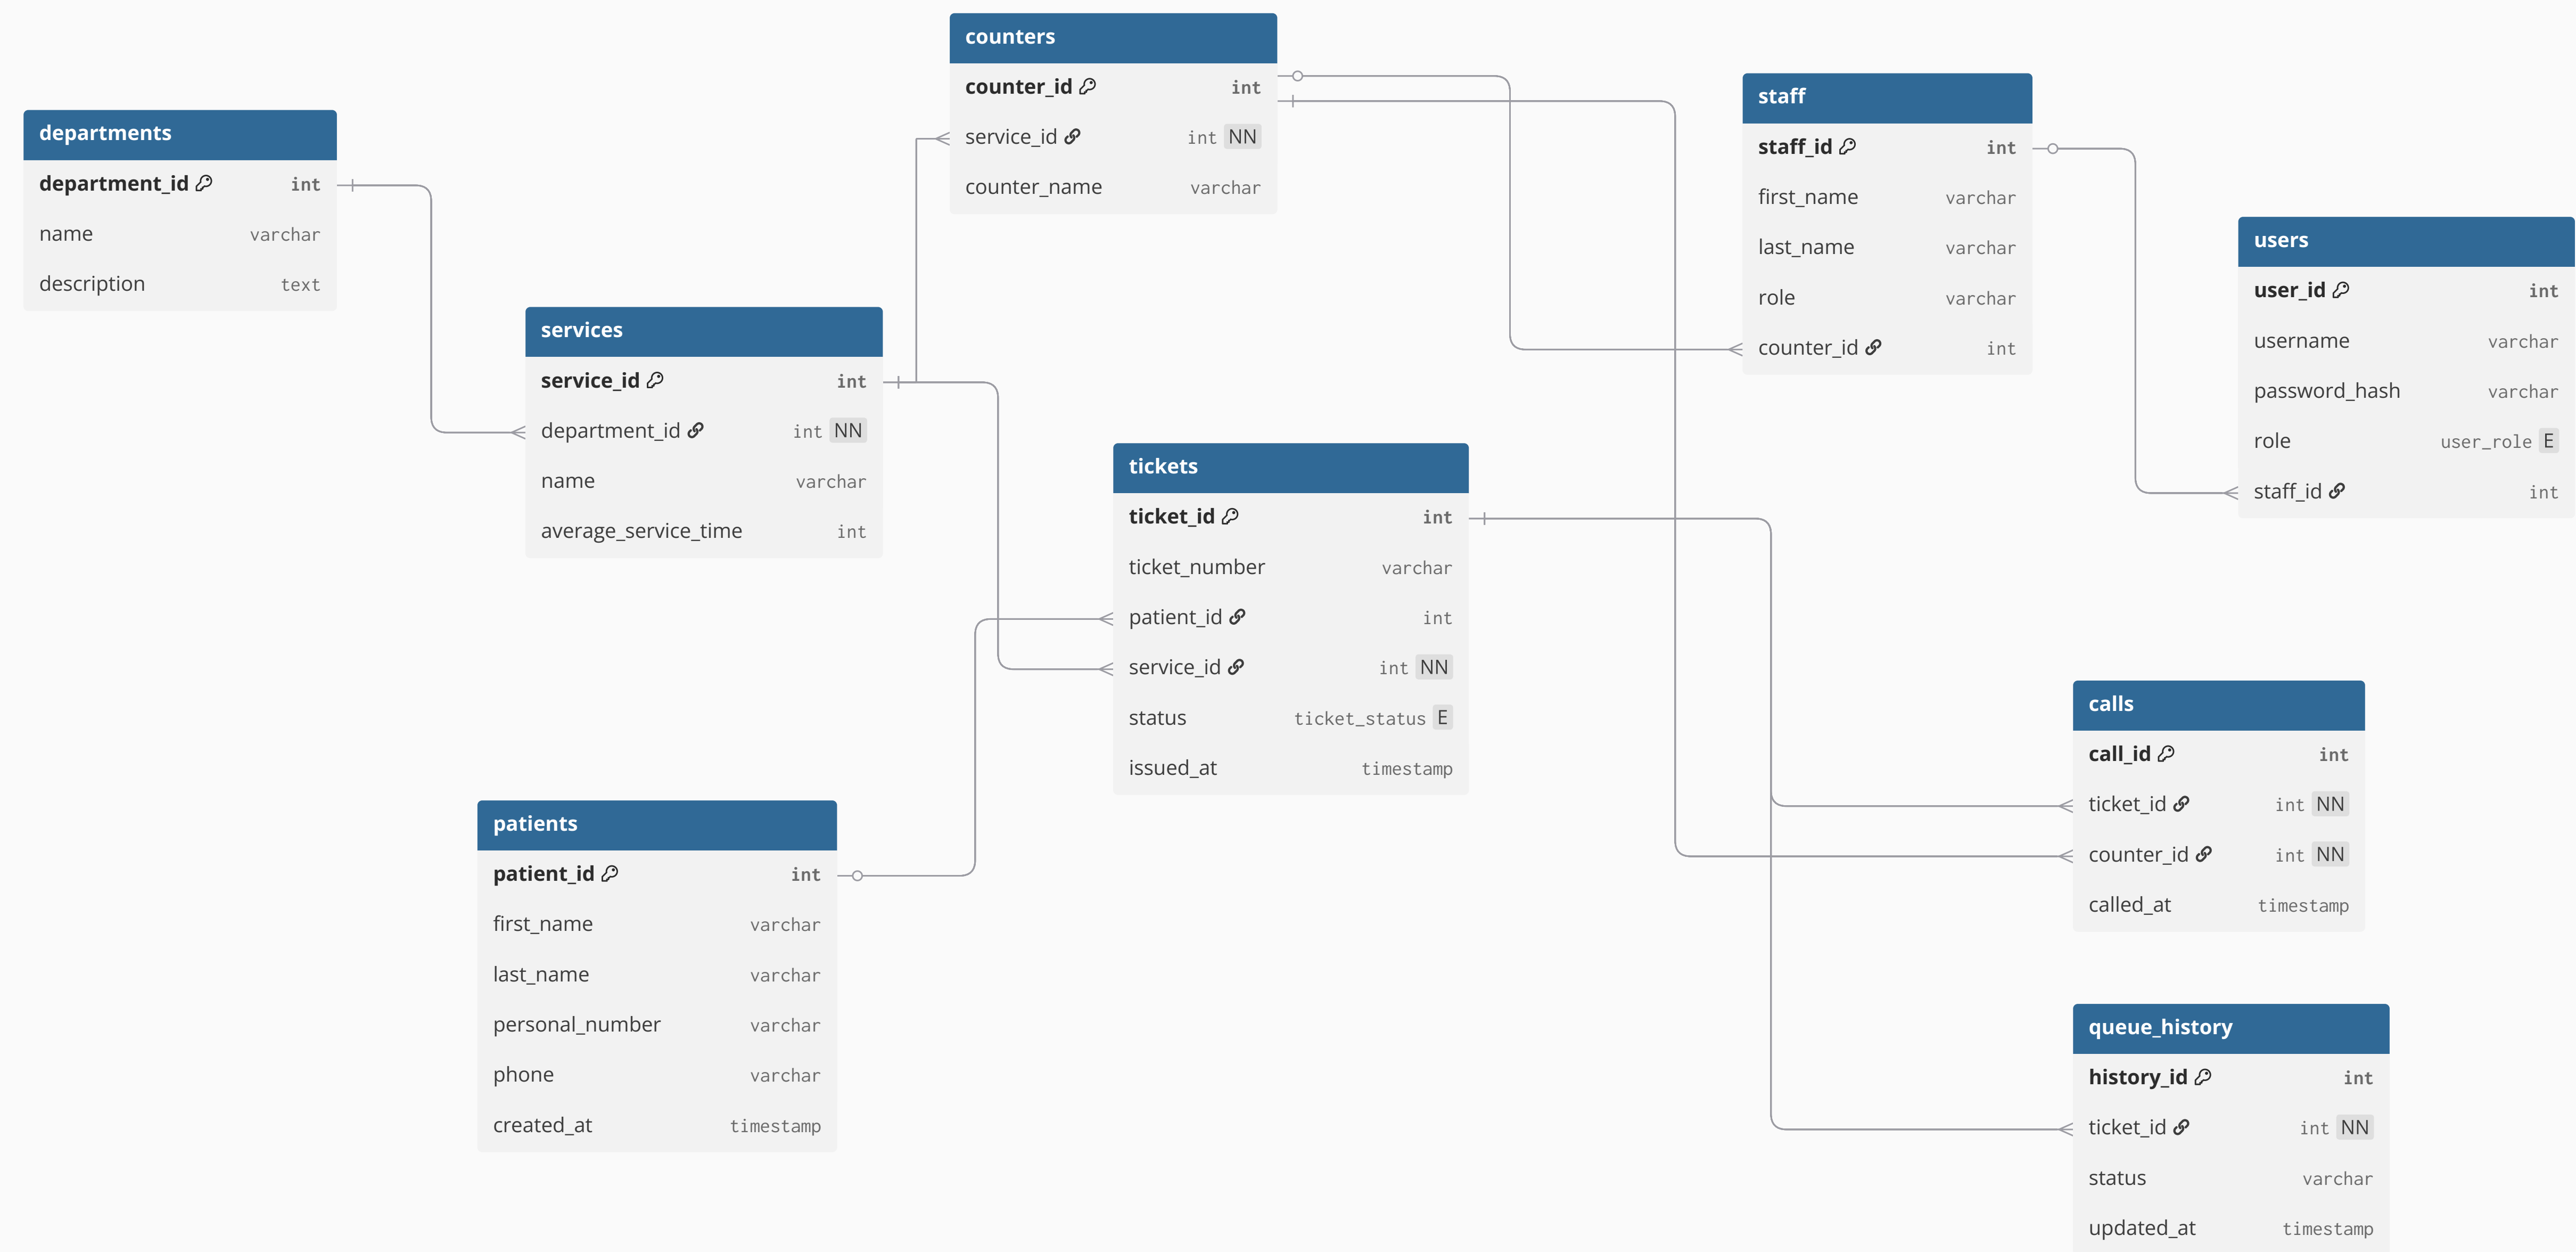 counters
counter_id int
service_id int NN
counter_name varchar
staff
staff_id int
first_name varchar
last_name varchar
role varchar
counter_id int
departments
department_id int
name varchar
description text
users
user_id int
username varchar
password_hash varchar
role user_role E
staff_id int
services
service_id int
department_id int NN
name varchar
average_service_time int
tickets
ticket_id int
ticket_number varchar
patient_id int
service_id int NN
status ticket_status E
issued_at timestamp
calls
call_id int
ticket_id int NN
counter_id int NN
called_at timestamp
patients
patient_id int
first_name varchar
last_name varchar
personal_number varchar
phone varchar
created_at timestamp
queue_history
history_id int
ticket_id int NN
status varchar
updated_at timestamp